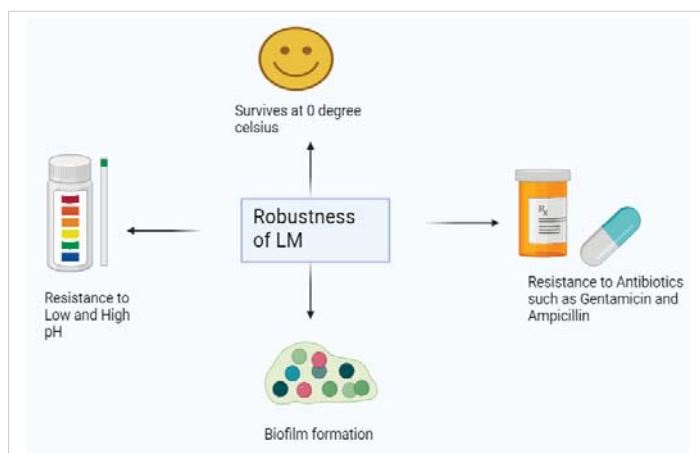 Survives at 0 degree
celsius
Robustness
of LM
Resistance to
Low and High
pH
Rx
Resistance to Antibiotics
such as Gentamicin and
Ampicillin
Biofilm formation